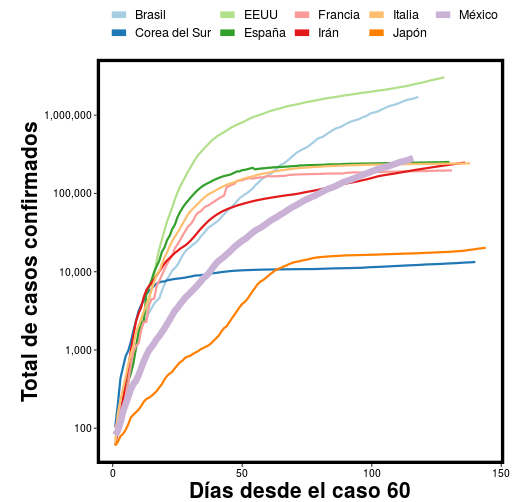 Brasil EEUU Francia Italia México
Corea del Sur España Irán Japón
Total de casos confirmados
1,000,000
100,000
10,000
1,000
100
0 50 100 150
Días desde el caso 60